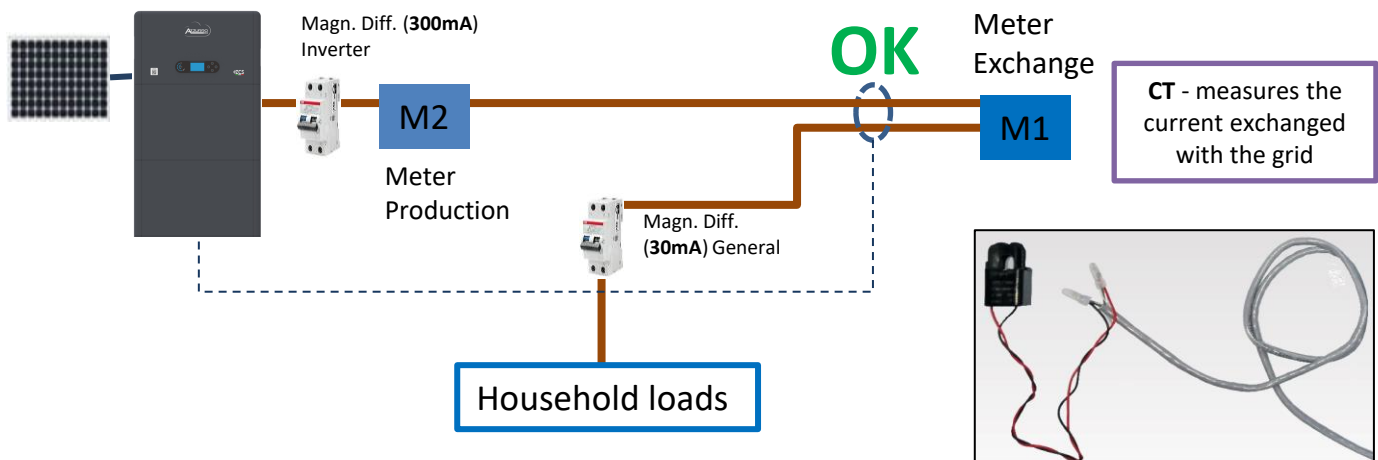 Magn. Diff. (300mA)
Inverter
OK
Meter
Exchange
CT - measures the
current exchanged
with the grid
M2
M1
Meter
Production
Magn. Diff.
(30mA) General
Household loads